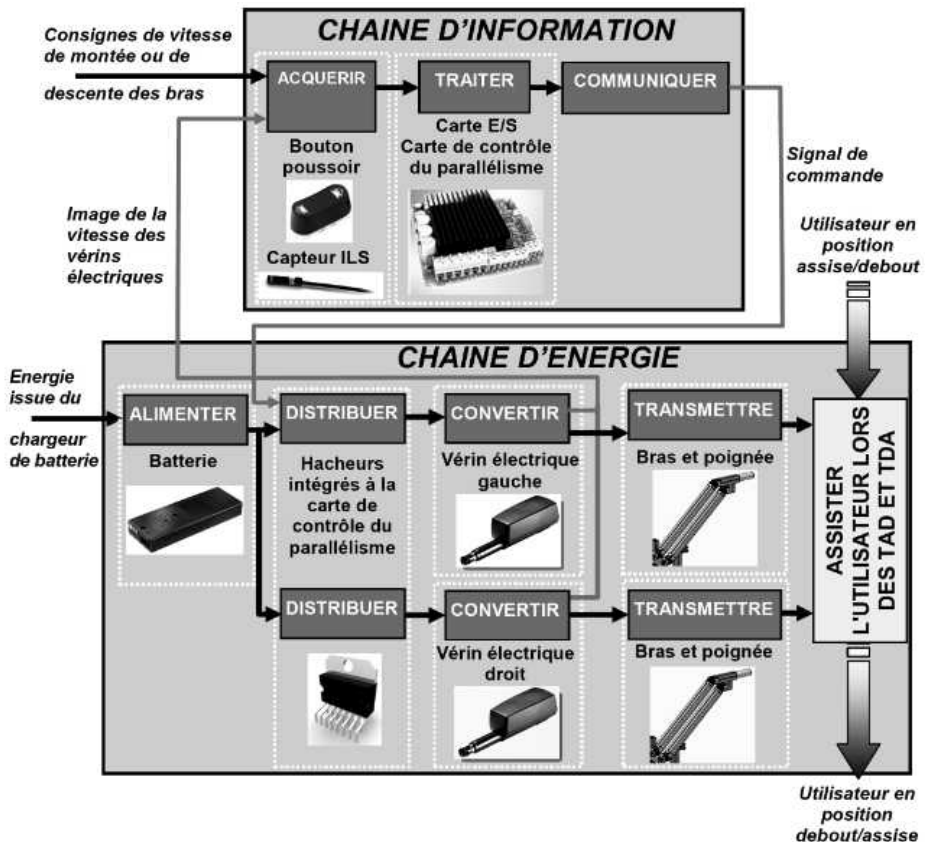 CHAINE D'INFORMATION
Consignes de vitesse
de montée ou de
descente des bras
ACQUERIR
TRAITER
COMMUNIQUER
Bouton
poussoir
Capteur ILS
Carte E/S
Carte de contrôle
du parallélisme
Signal de
commande
Image de la
vitesse des
vérins
électriques
Utilisateur en
position
assise/debout
CHAINE D'ENERGIE
Energie
issue du
chargeur
de batterie
ALIMENTER
Batterie
DISTRIBUER
Hacheurs
intégrés à la
carte de
contrôle du
parallélisme
CONVERTIR
Vérin électrique
gauche
TRANSMETTRE
Bras et poignée
DISTRIBUER
CONVERTIR
Vérin électrique
droit
TRANSMETTRE
Bras et poignée
ASSISTER
L'UTILISATEUR LORS
DES TAD ET TDA
Utilisateur en
position
debout/assise